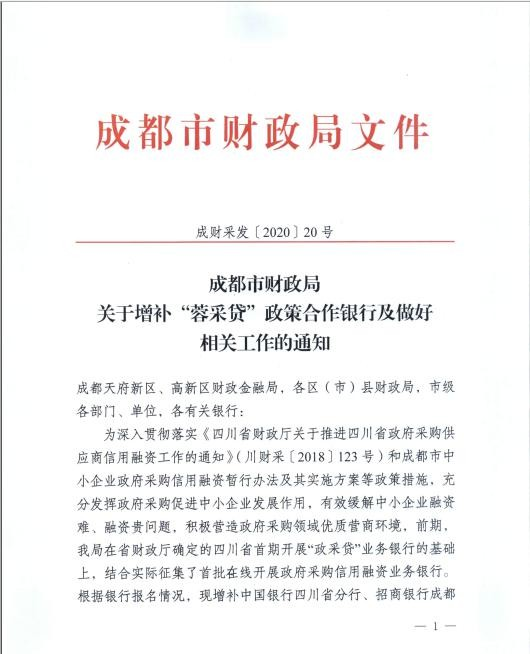 成都市财政局文件
成财采发〔2020〕20号
成都市财政局
关于增补“蓉采贷”政策合作银行及做好
相关工作的通知
成都天府新区、高新区财政金融局，各区（市）县财政局，市级
各部门、单位，各有关银行：
为深入贯彻落实《四川省财政厅关于推进四川省政府采购供
应商信用融资工作的通知》（川财采〔2018〕123号）和成都市中
小企业政府采购信用融资暂行办法及其实施方案等政策措施，充
分发挥政府采购促进中小企业发展作用，有效缓解中小企业融资
难、融资贵问题，积极营造政府采购领域优质营商环境，前期，
我局在省财政厅确定的四川省首期开展“政采贷”业务银行的基础
上，结合实际征集了首批在线开展政府采购信用融资业务银行。
根据银行报名情况，现增补中国银行四川省分行、招商银行成都
— 1 —